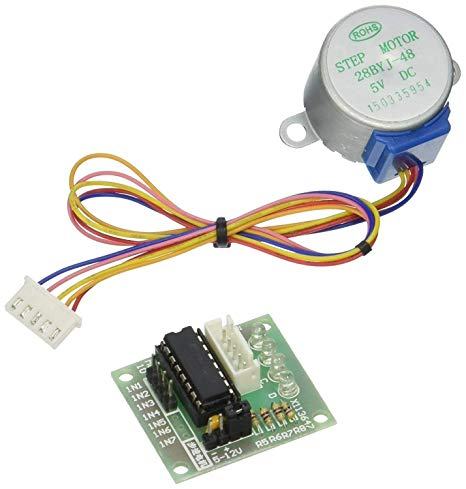 ROHS
STEP MOTOR
28BYJ-48
5V DC
150335954
IN1
IN2
IN3
IN4
IN5
IN6
IN7
5-12V
R5R6R7R8